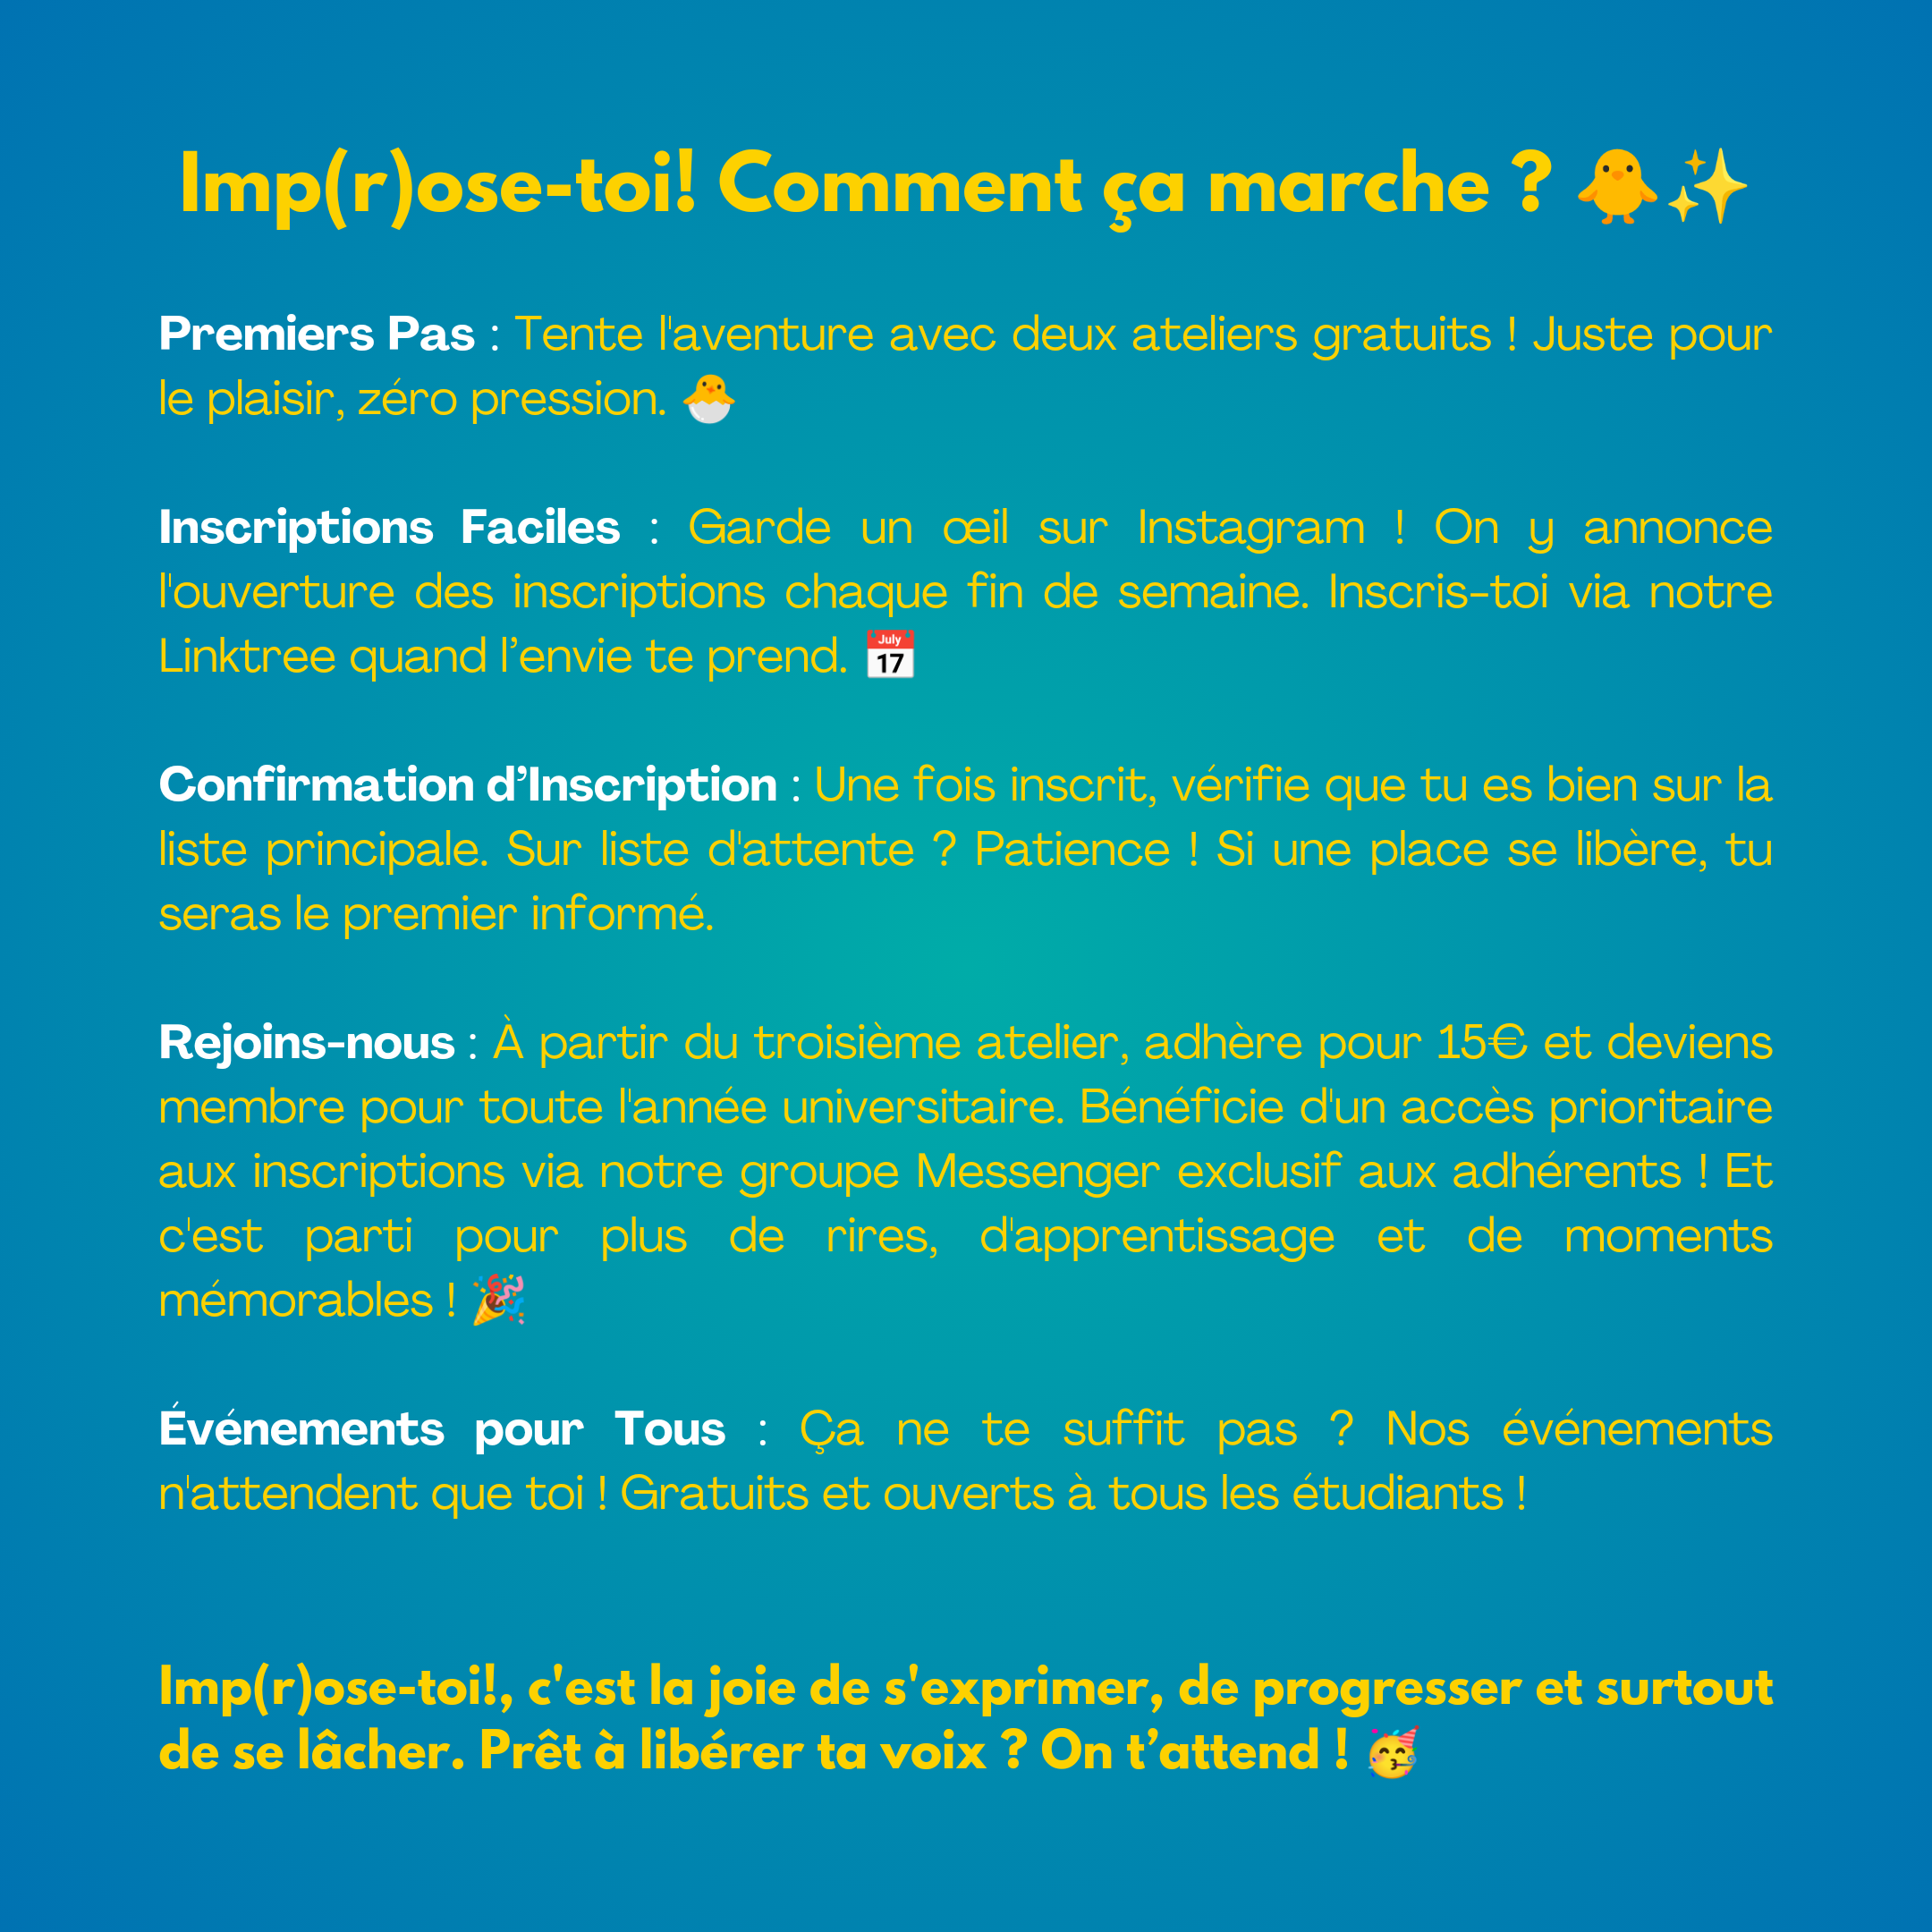 Imp(r)ose-toi! Comment ça marche ? 🐥✨
Premiers Pas : Tente l'aventure avec deux ateliers gratuits ! Juste pour
le plaisir, zéro pression. 🐣
Inscriptions Faciles : Garde un œil sur Instagram ! On y annonce
l'ouverture des inscriptions chaque fin de semaine. Inscris-toi via notre
Linktree quand l’envie te prend. 📅
Confirmation d’Inscription : Une fois inscrit, vérifie que tu es bien sur la
liste principale. Sur liste d'attente ? Patience ! Si une place se libère, tu
seras le premier informé.
Rejoins-nous : À partir du troisième atelier, adhère pour 15€ et deviens
membre pour toute l'année universitaire. Bénéficie d'un accès prioritaire
aux inscriptions via notre groupe Messenger exclusif aux adhérents ! Et
c'est parti pour plus de rires, d'apprentissage et de moments
mémorables ! 🎉
Événements pour Tous : Ça ne te suffit pas ? Nos événements
n'attendent que toi ! Gratuits et ouverts à tous les étudiants !
Imp(r)ose-toi!, c'est la joie de s'exprimer, de progresser et surtout
de se lâcher. Prêt à libérer ta voix ? On t’attend ! 🥳